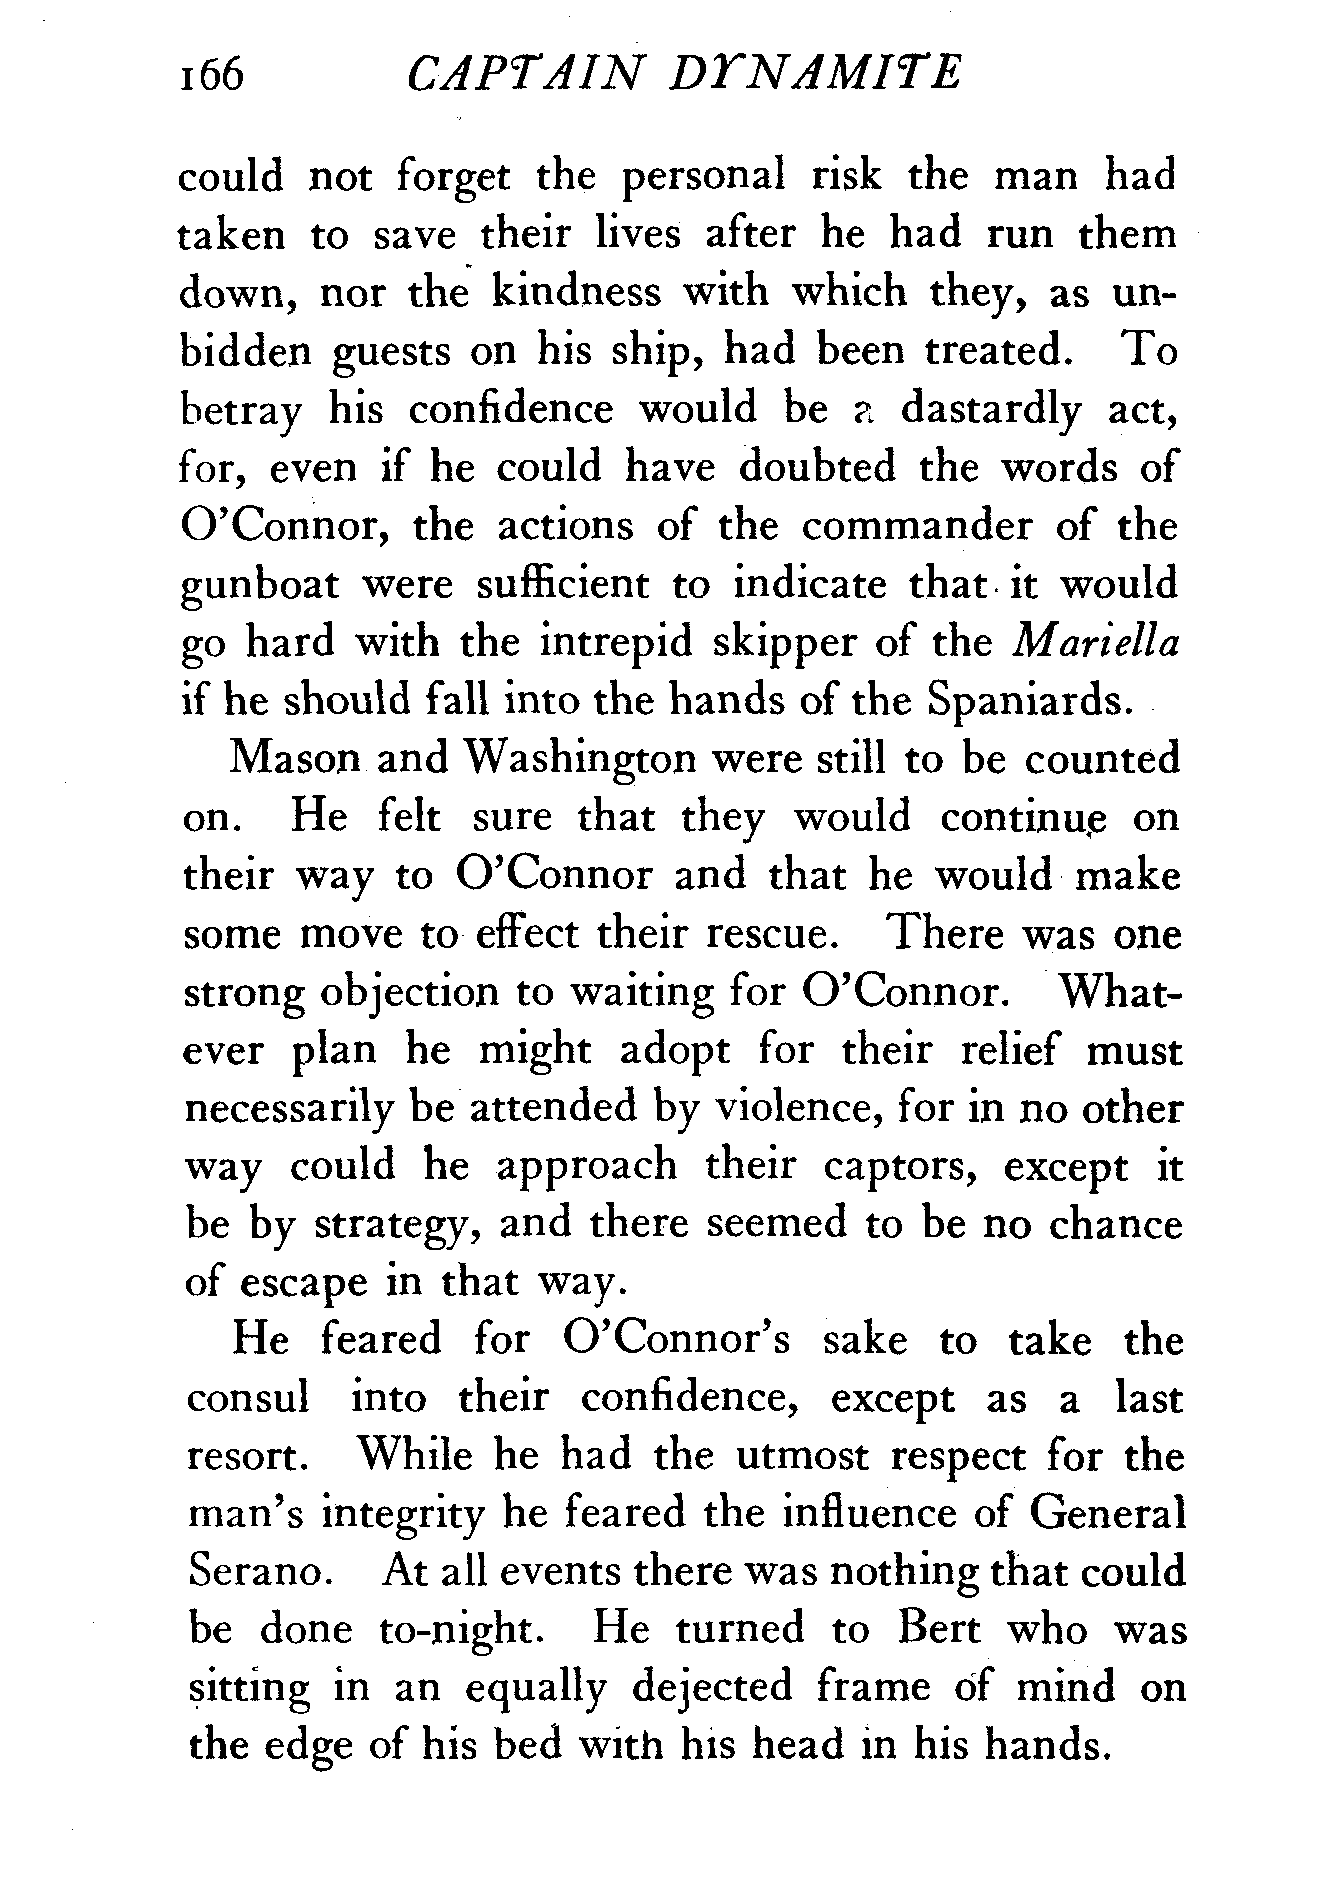 166 CAPTAIN DYNAMITE
could not forget the personal risk the man had
taken to save their lives after he had run them
down, nor the kindness with which they, as un-
bidden guests on his ship, had been treated. To
betray his confidence would be a dastardly act,
for, even if he could have doubted the words of
O'Connor, the actions of the commander of the
gunboat were sufficient to indicate that it would
go hard with the intrepid skipper of the Mariella
if he should fall into the hands of the Spaniards.
Mason and Washington were still to be counted
on. He felt sure that they would continue on
their way to O'Connor and that he would make
some move to effect their rescue. There was one
strong objection to waiting for O'Connor. What-
ever plan he might adopt for their relief must
necessarily be attended by violence, for in no other
way could he approach their captors, except it
be by strategy, and there seemed to be no chance
of escape in that way.
He feared for O'Connor's sake to take the
consul into their confidence, except as a last
resort. While he had the utmost respect for the
man's integrity he feared the influence of General
Serano. At all events there was nothing that could
be done to-night. He turned to Bert who was
sitting in an equally dejected frame of mind on
the edge of his bed with his head in his hands.